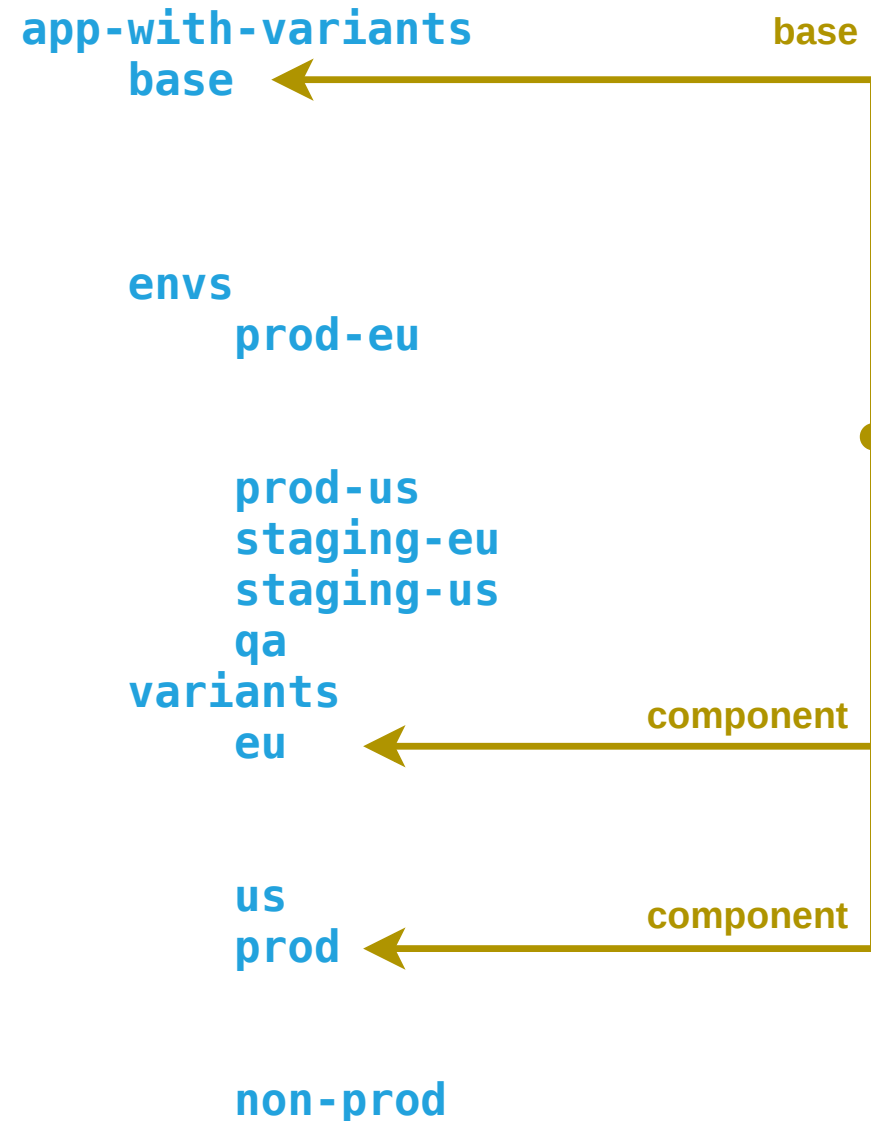 app-with-variants
base
base
envs
prod-eu
prod-us
staging-eu
staging-us
qa
variants
component
eu
us
component
prod
non-prod